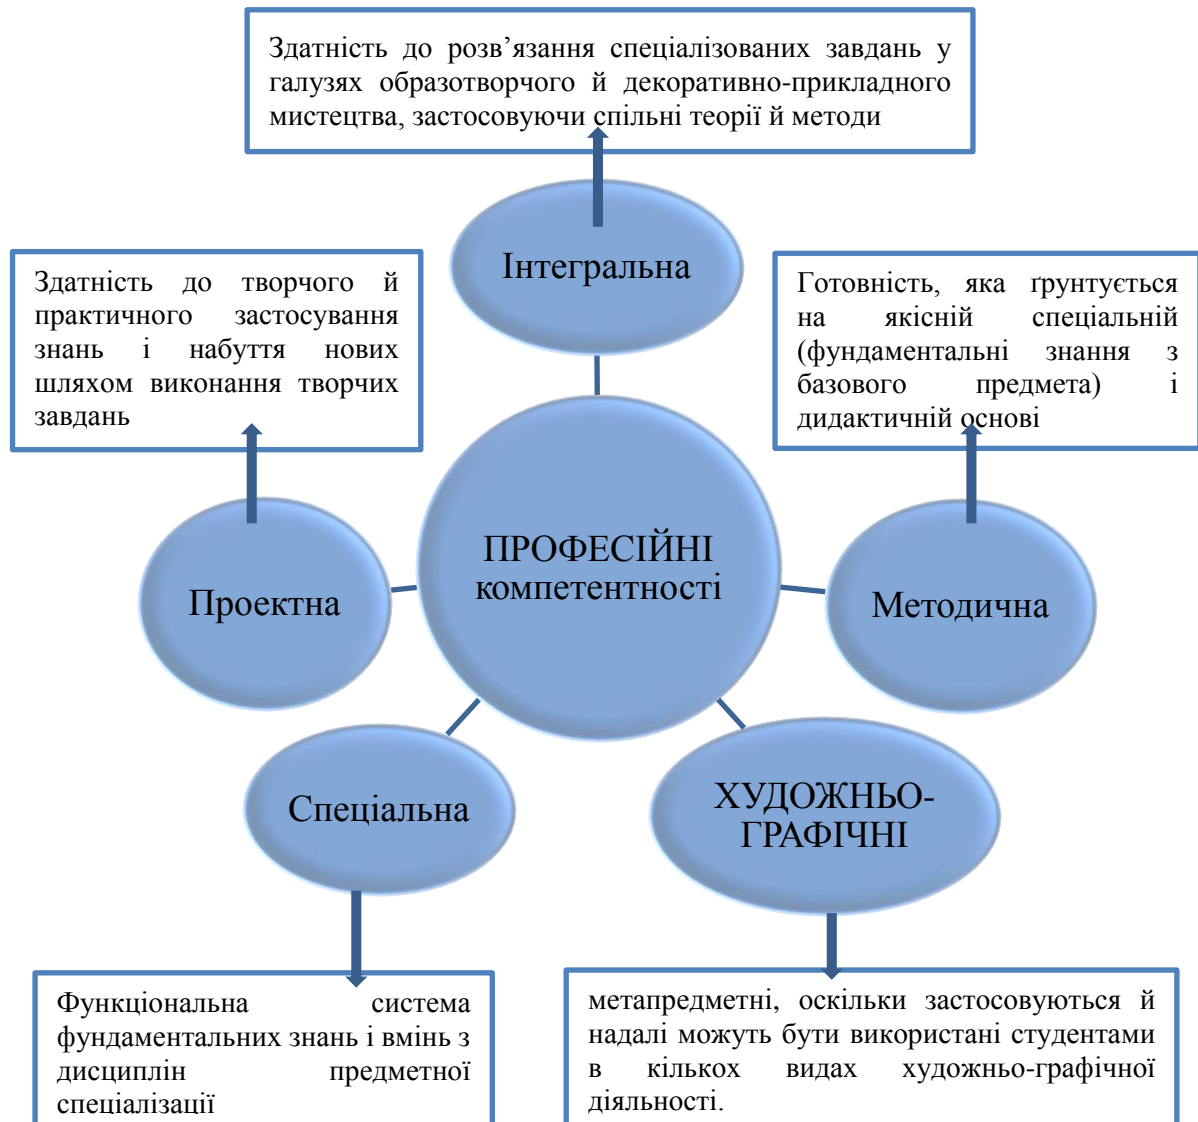 Здатність до розв’язання спеціалізованих завдань у
галузях образотворчого й декоративно-прикладного
мистецтва, застосовуючи спільні теорії й методи
Інтегральна
Здатність до творчого й
практичного застосування
знань і набуття нових
шляхом виконання творчих
завдань
Готовність, яка ґрунтується
на якісній спеціальній
(фундаментальні знання з
базового предмета) і
дидактичній основі
ПРОФЕСІЙНІ
компетентності
Проектна
Методична
Спеціальна
ХУДОЖНЬО-
ГРАФІЧНІ
Функціональна система
фундаментальних знань і вмінь з
дисциплін предметної
спеціалізації
метапредметні, оскільки застосовуються й
надалі можуть бути використані студентами
в кількох видах художньо-графічної
діяльності.